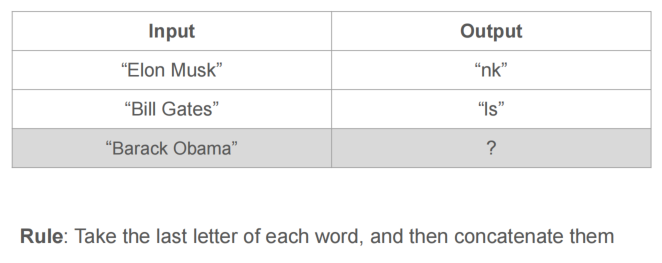 Input Output
“Elon Musk” “nk”
“Bill Gates” “ls”
“Barack Obama” ?
Rule: Take the last letter of each word, and then concatenate them